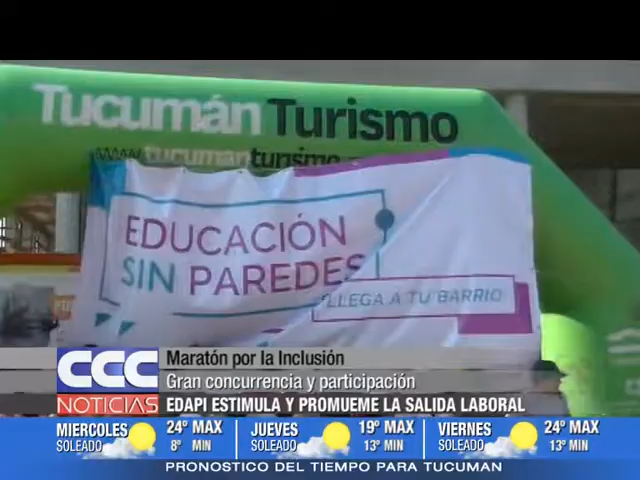 Tucumán Turismo
www.tucumanturismo
EDUCACIÓN
SIN PAREDES
LLEGA A TU BARRIO
CCC
NOTICIAS
Maratón por la Inclusión
Gran concurrencia y participación
EDAPI ESTIMULA Y PROMUEME LA SALIDA LABORAL
MIERCOLES
SOLEADO
24º MAX
8º MIN
JUEVES
SOLEADO
19º MAX
13º MIN
VIERNES
SOLEADO
24º MAX
13º MIN
PRONOSTICO DEL TIEMPO PARA TUCUMAN